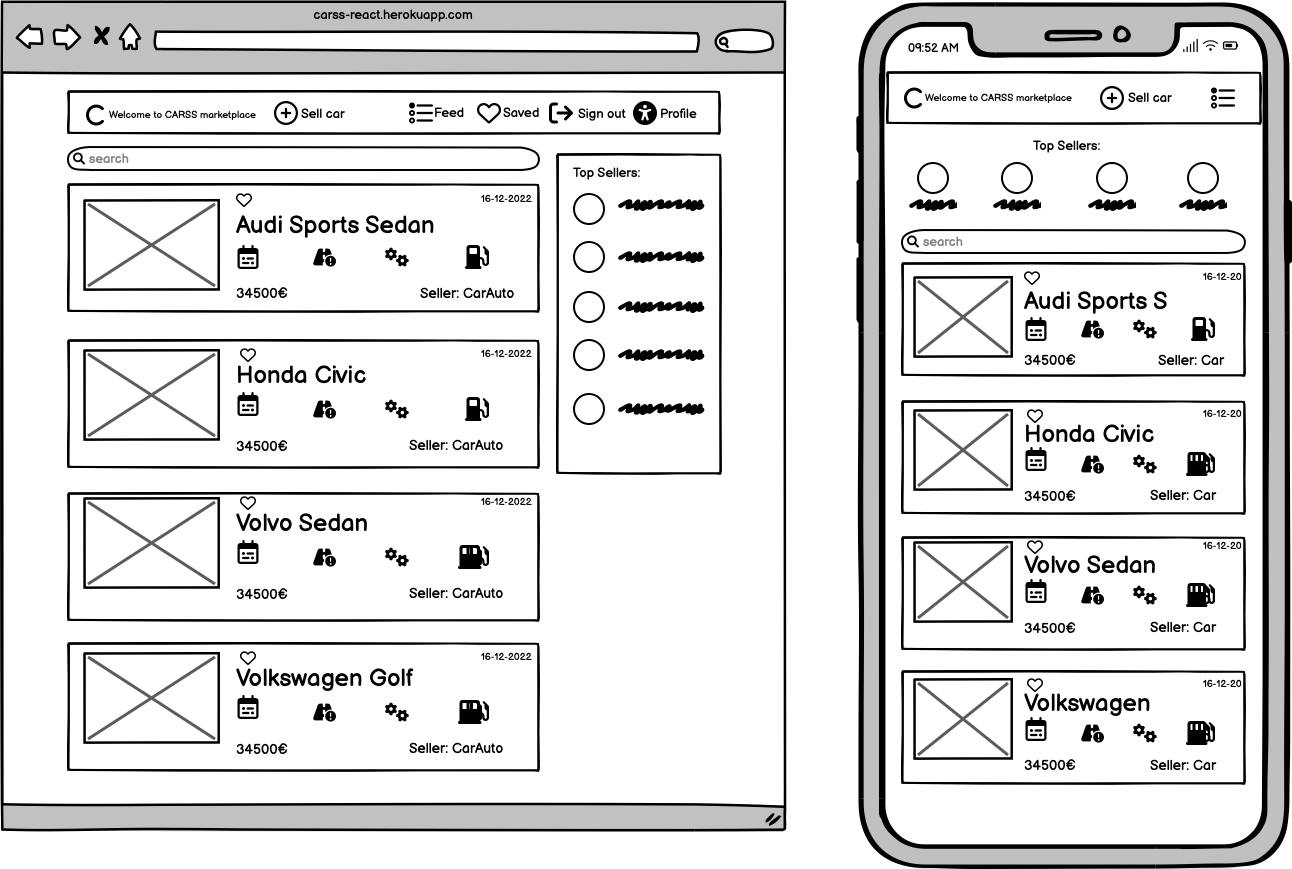 carss-react.herokuapp.com
Welcome to CARSS marketplace Sell car Feed Saved Sign out Profile
search
16-12-2022
Audi Sports Sedan
34500€ Seller: CarAuto
16-12-2022
Honda Civic
34500€ Seller: CarAuto
16-12-2022
Volvo Sedan
34500€ Seller: CarAuto
16-12-2022
Volkswagen Golf
34500€ Seller: CarAuto
Top Sellers:
09:52 AM
Welcome to CARSS marketplace Sell car
Top Sellers:
search
16-12-20
Audi Sports S
34500€ Seller: Car
16-12-20
Honda Civic
34500€ Seller: Car
16-12-20
Volvo Sedan
34500€ Seller: Car
16-12-20
Volkswagen
34500€ Seller: Car